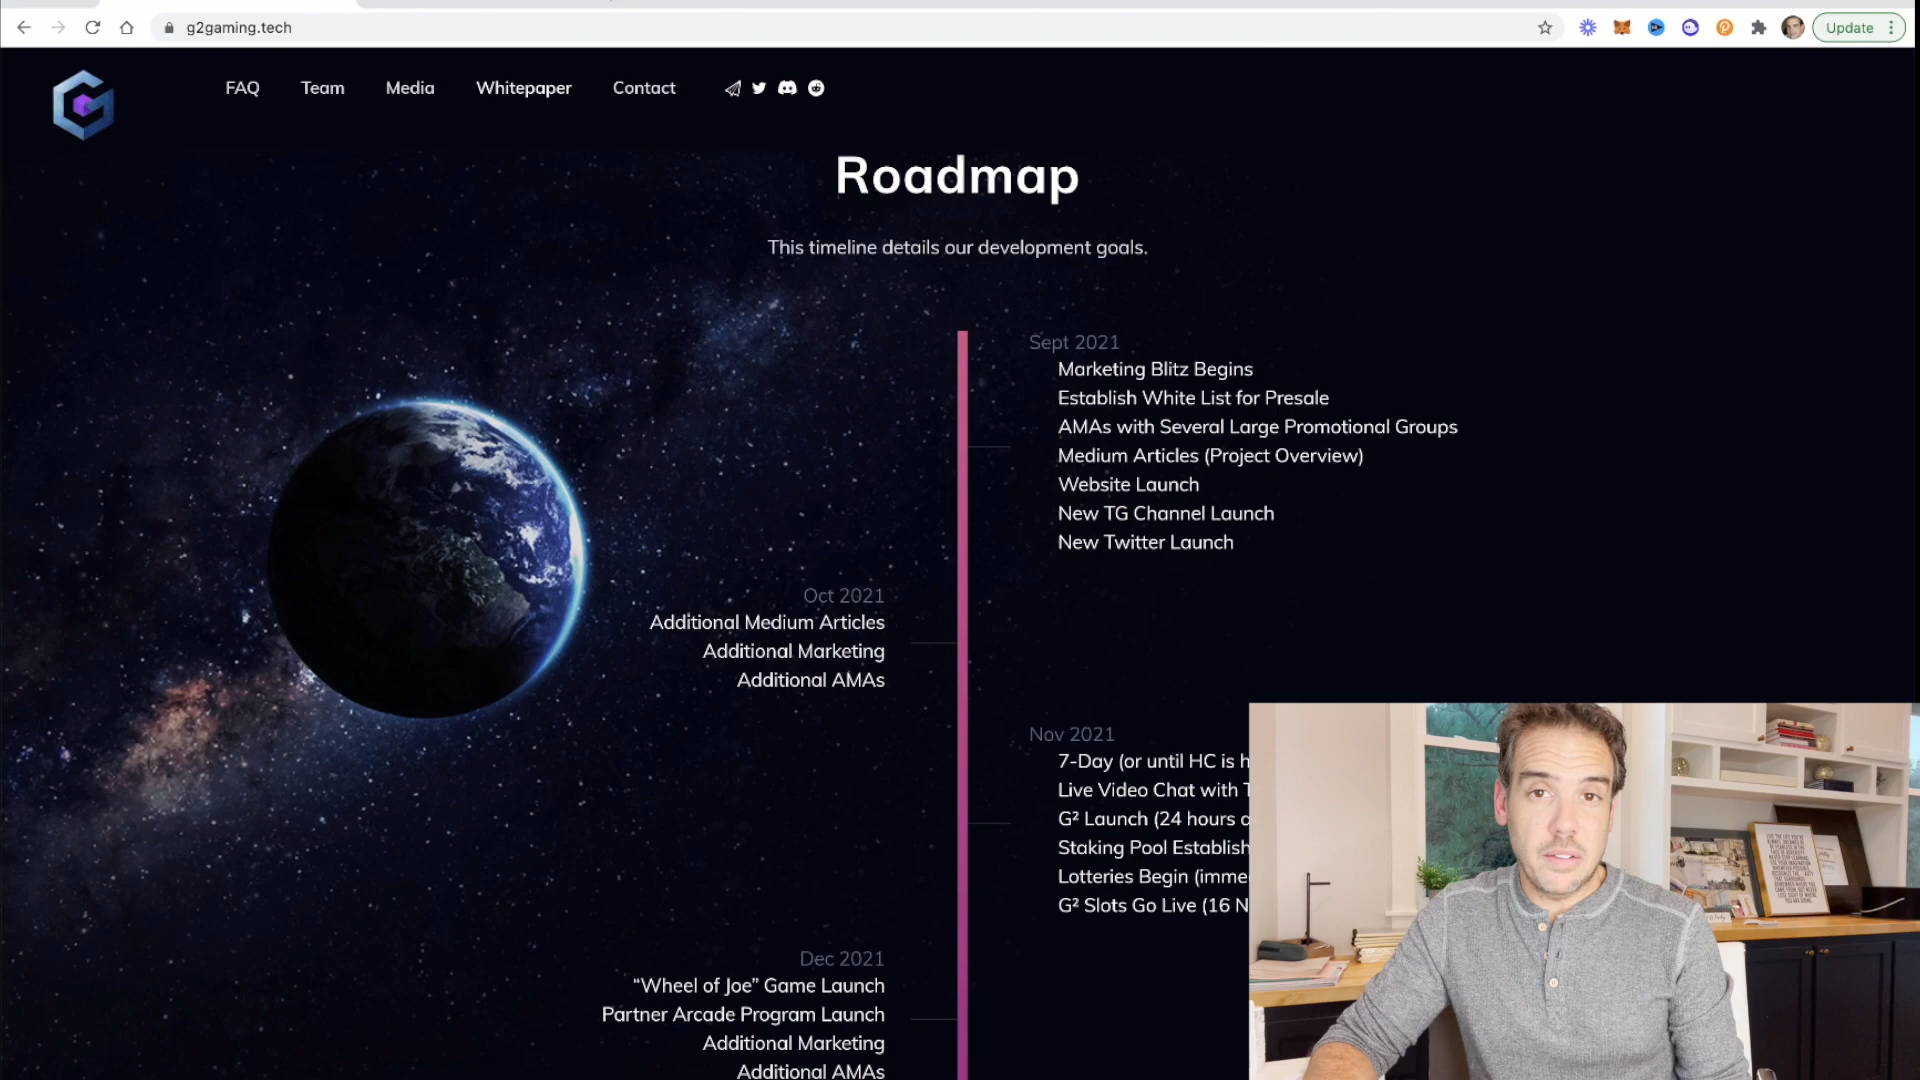 g2gaming.tech
Update
FAQ Team Media Whitepaper Contact
Roadmap
This timeline details our development goals.
Sept 2021
Marketing Blitz Begins
Establish White List for Presale
AMAs with Several Large Promotional Groups
Medium Articles (Project Overview)
Website Launch
New TG Channel Launch
New Twitter Launch
Oct 2021
Additional Medium Articles
Additional Marketing
Additional AMAs
Nov 2021
7-Day (or until HC is h
Live Video Chat with T
G² Launch (24 hours a
Staking Pool Establish
Lotteries Begin (imme
G² Slots Go Live (16 N
Dec 2021
“Wheel of Joe” Game Launch
Partner Arcade Program Launch
Additional Marketing
Additional AMAs